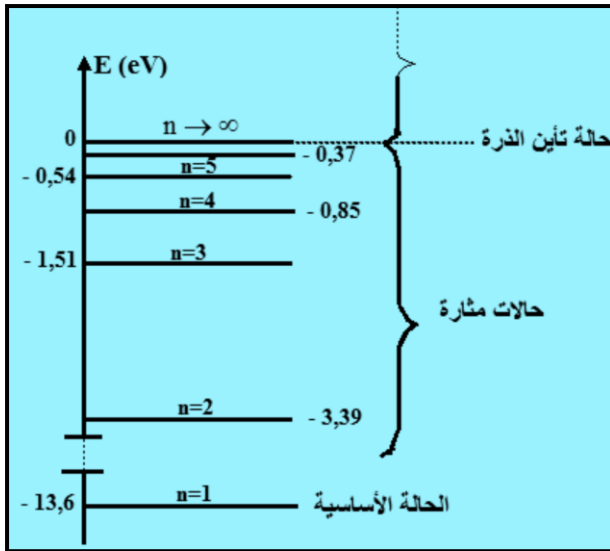 E (eV)
0
n → ∞
حالة تأين الذرة
- 0,37
- 0,54
n=5
n=4
- 0,85
- 1,51
n=3
حالات مثارة
n=2
- 3,39
- 13,6
n=1
الحالة الأساسية